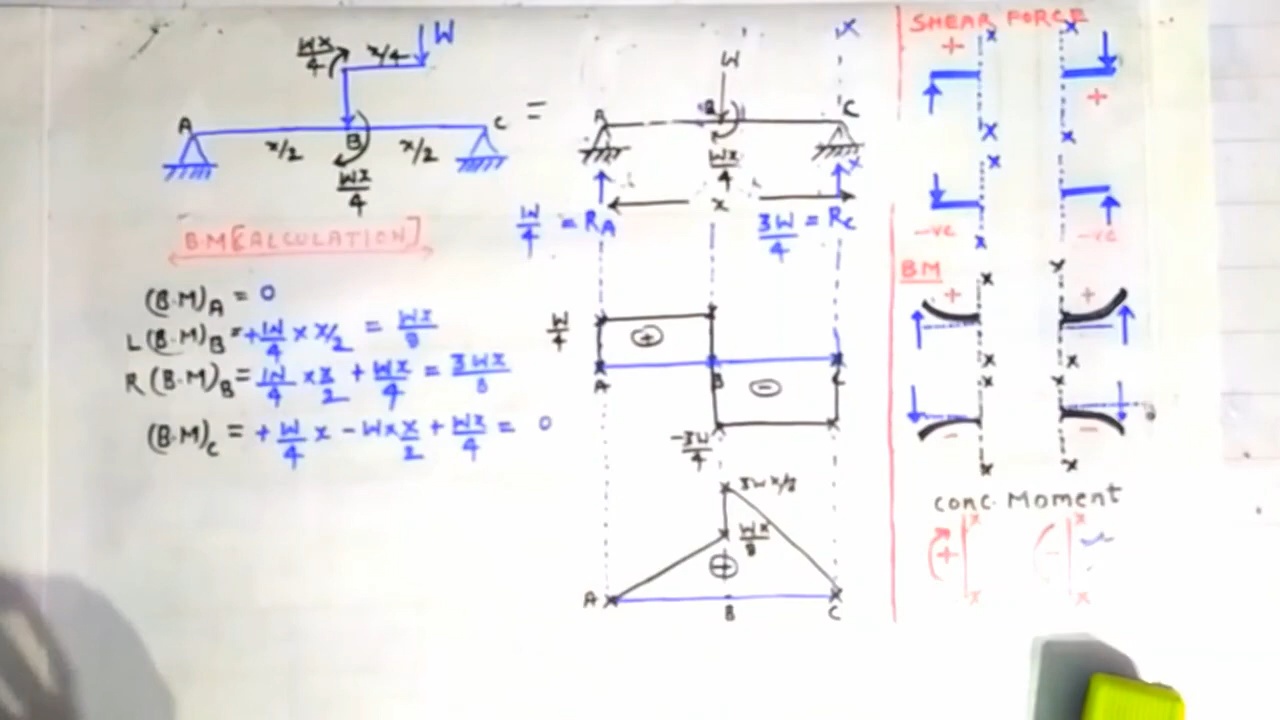 Wx/4 x/4 W
A B C
x/2 x/2
Wx/4
=
W
A B C
Wx/4
x
W/4 = RA
3W/4 = RC
x
B.M CALCULATION
(B.M)A = 0
L(B.M)B = +W/4 × x/2 = Wx/8
R(B.M)B = W/4 × x/2 + Wx/4 = 3Wx/8
(B.M)C = + W/4 x - W× x/2 + Wx/4 = 0
W/4 +
A B C
-
-3W/4
3Wx/8
Wx/8
+
A B C
SHEAR FORCE
+
+
-ve -ve
BM
+ +
- -
Conc. Moment
+ -